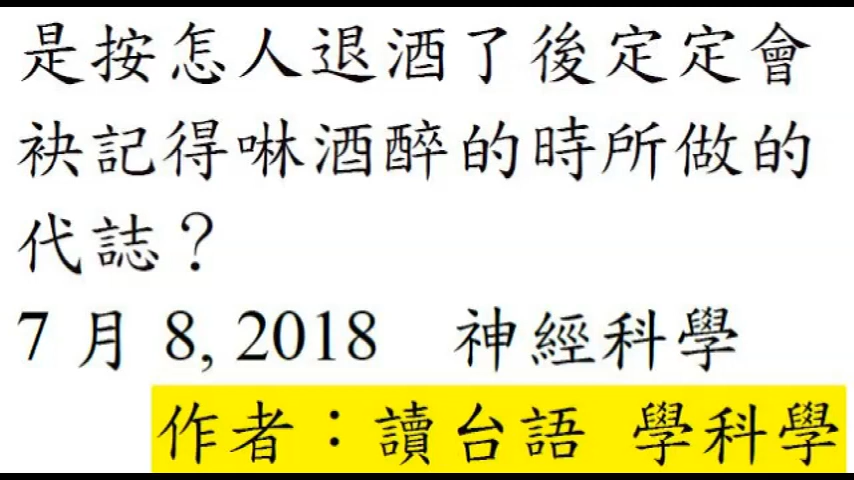 是按怎人退酒了後定定會
袂記得啉酒醉的時所做的
代誌？
7 月 8, 2018 神經科學
作者：讀台語 學科學